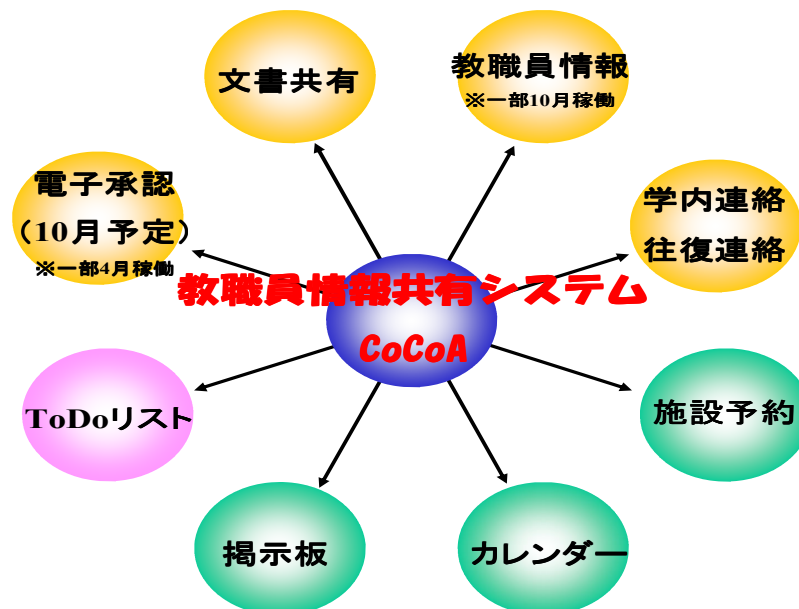 文書共有
教職員情報
※一部10月稼働
電子承認
（10月予定）
※一部4月稼働
学内連絡
往復連絡
教職員情報共有システム
CoCoA
ToDoリスト
施設予約
掲示板
カレンダー